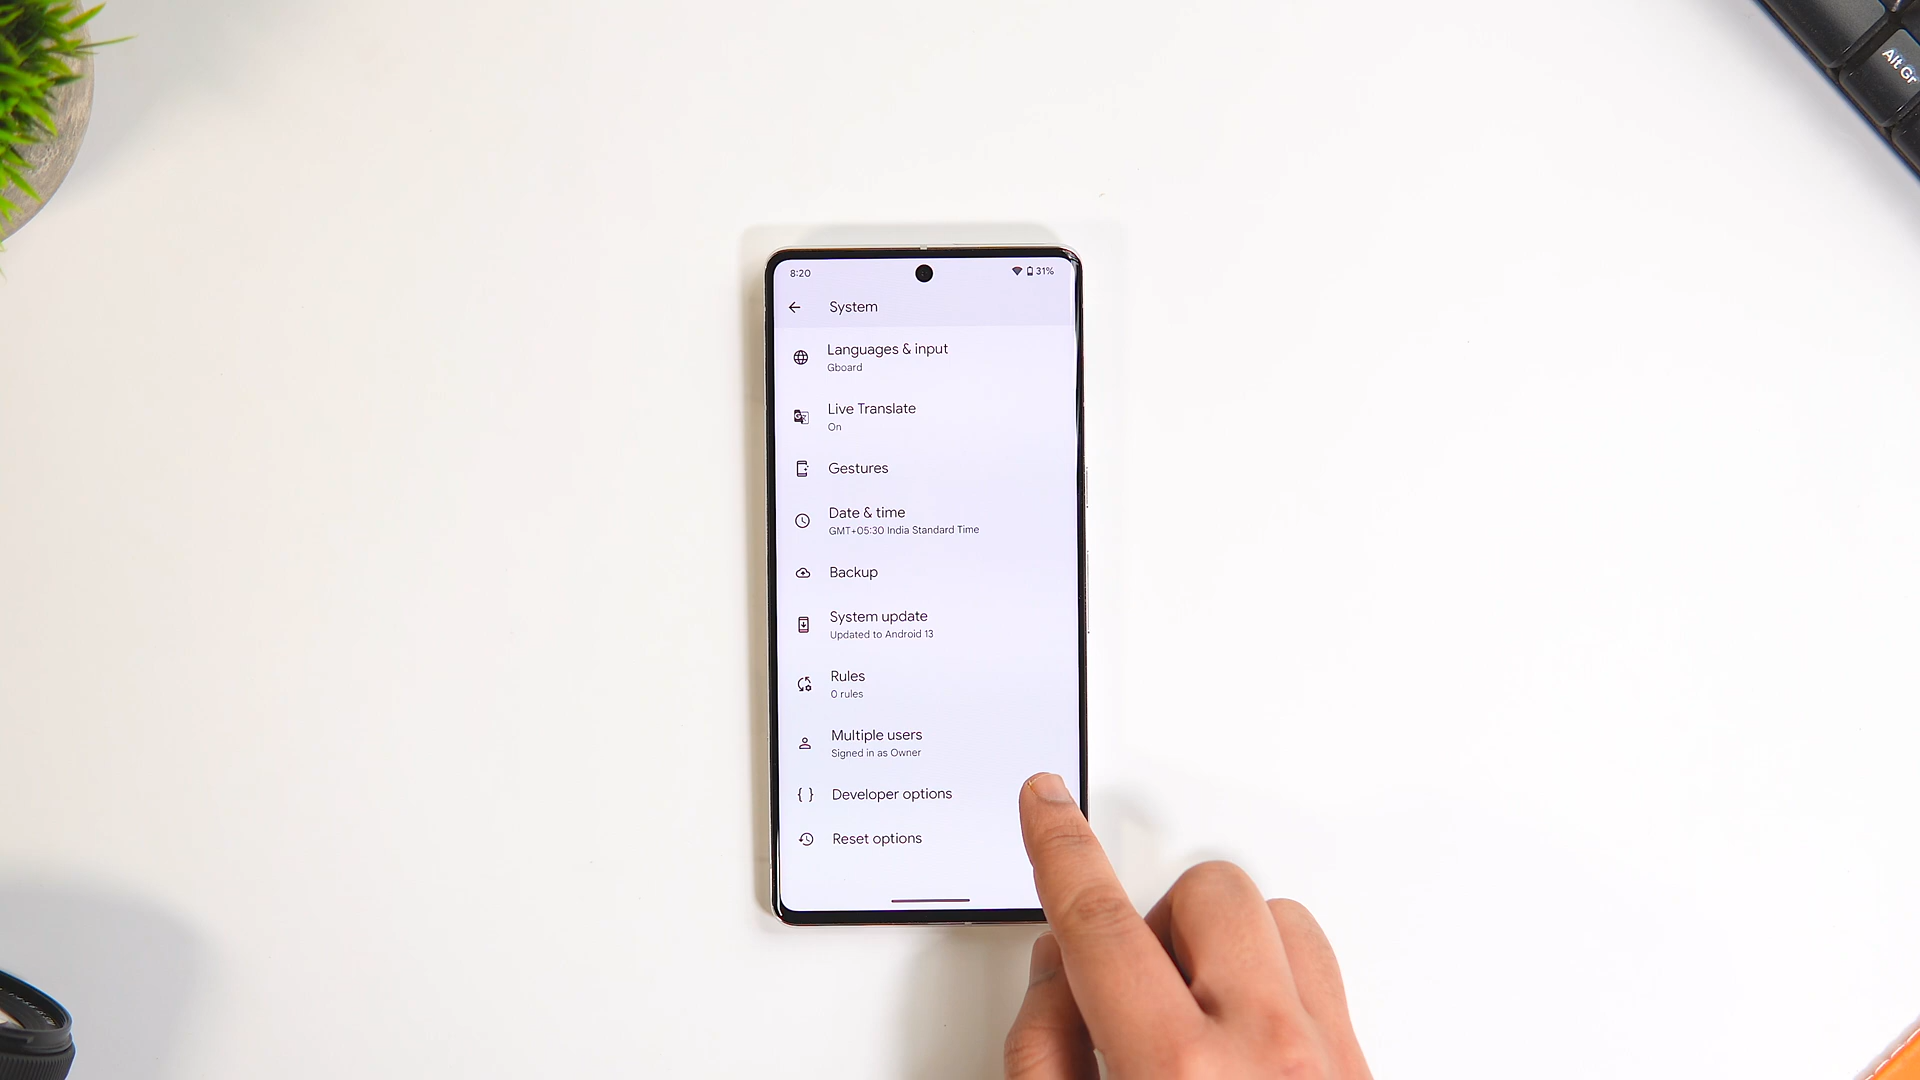 Alt Gr
8:20
31%
System
Languages & input
Gboard
Live Translate
On
Gestures
Date & time
GMT+05:30 India Standard Time
Backup
System update
Updated to Android 13
Rules
0 rules
Multiple users
Signed in as Owner
{ } Developer options
Reset options